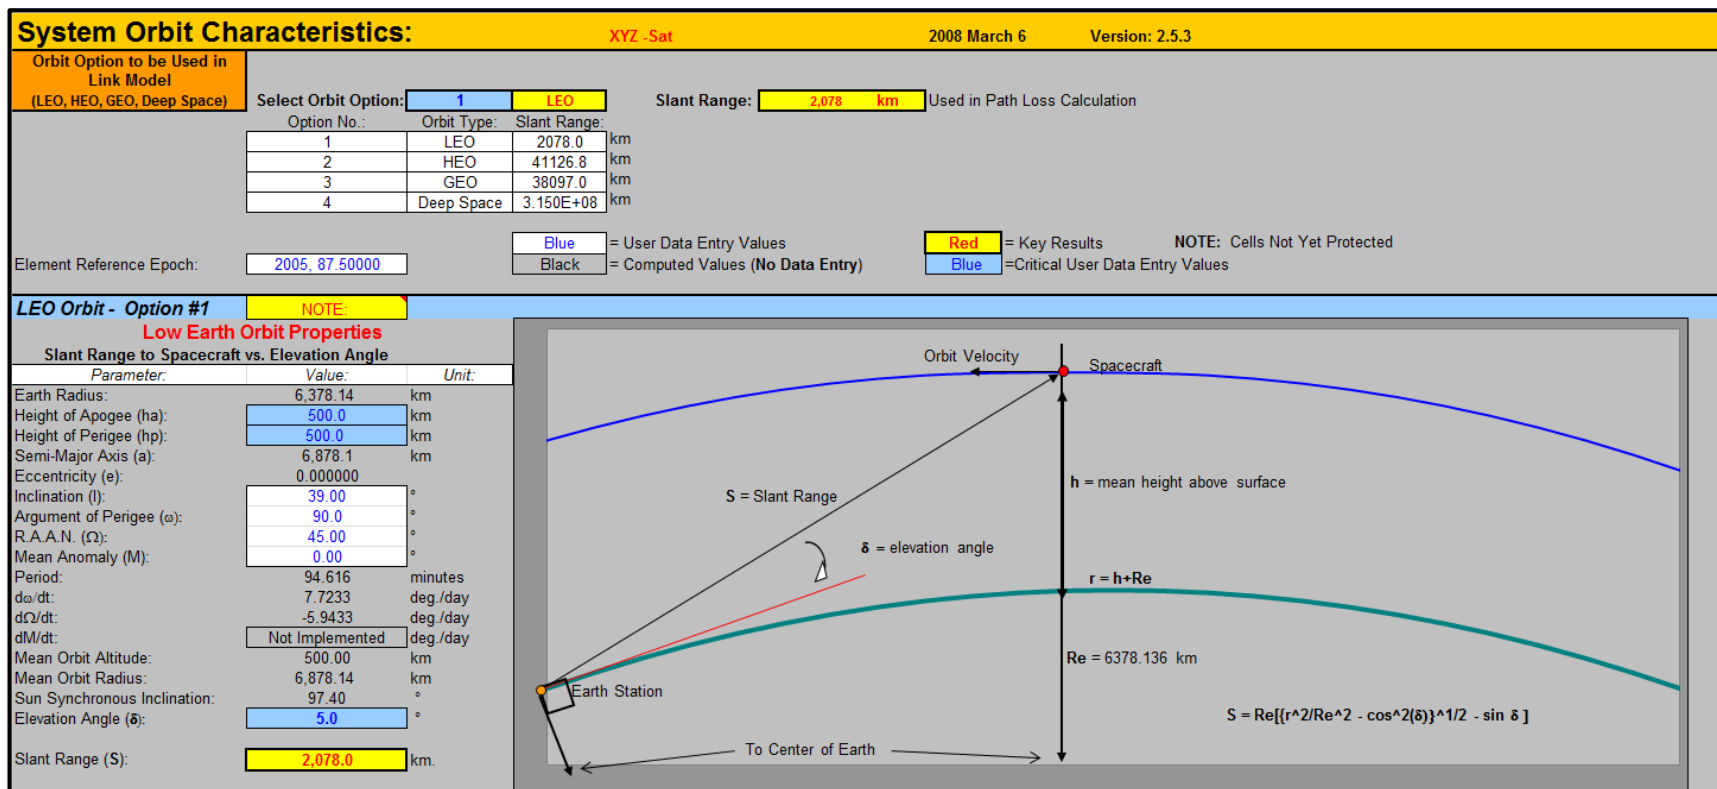 System Orbit Characteristics: XYZ -Sat 2008 March 6 Version: 2.5.3
Orbit Option to be Used in
Link Model
(LEO, HEO, GEO, Deep Space) Select Orbit Option: 1 LEO Slant Range: 2,078 km Used in Path Loss Calculation
Option No.: Orbit Type: Slant Range:
1 LEO 2078.0 km
2 HEO 41126.8 km
3 GEO 38097.0 km
4 Deep Space 3.150E+08 km
Blue = User Data Entry Values Red = Key Results NOTE: Cells Not Yet Protected
Element Reference Epoch: 2005, 87.50000 Black = Computed Values (No Data Entry) Blue =Critical User Data Entry Values
LEO Orbit - Option #1 NOTE:
Low Earth Orbit Properties
Slant Range to Spacecraft vs. Elevation Angle
Parameter: Value: Unit:
Earth Radius: 6,378.14 km
Height of Apogee (ha): 500.0 km
Height of Perigee (hp): 500.0 km
Semi-Major Axis (a): 6,878.1 km
Eccentricity (e): 0.000000
Inclination (I): 39.00 °
Argument of Perigee (ω): 90.0 °
R.A.A.N. (Ω): 45.00 °
Mean Anomaly (M): 0.00 °
Period: 94.616 minutes
dω/dt: 7.7233 deg./day
dΩ/dt: -5.9433 deg./day
dM/dt: Not Implemented deg./day
Mean Orbit Altitude: 500.00 km
Mean Orbit Radius: 6,878.14 km
Sun Synchronous Inclination: 97.40 °
Elevation Angle (δ): 5.0 °
Slant Range (S): 2,078.0 km.
Orbit Velocity
Spacecraft
S = Slant Range
h = mean height above surface
δ = elevation angle
r = h+Re
Re = 6378.136 km
Earth Station
S = Re[{r^2/Re^2 - cos^2(δ)}^1/2 - sin δ ]
To Center of Earth